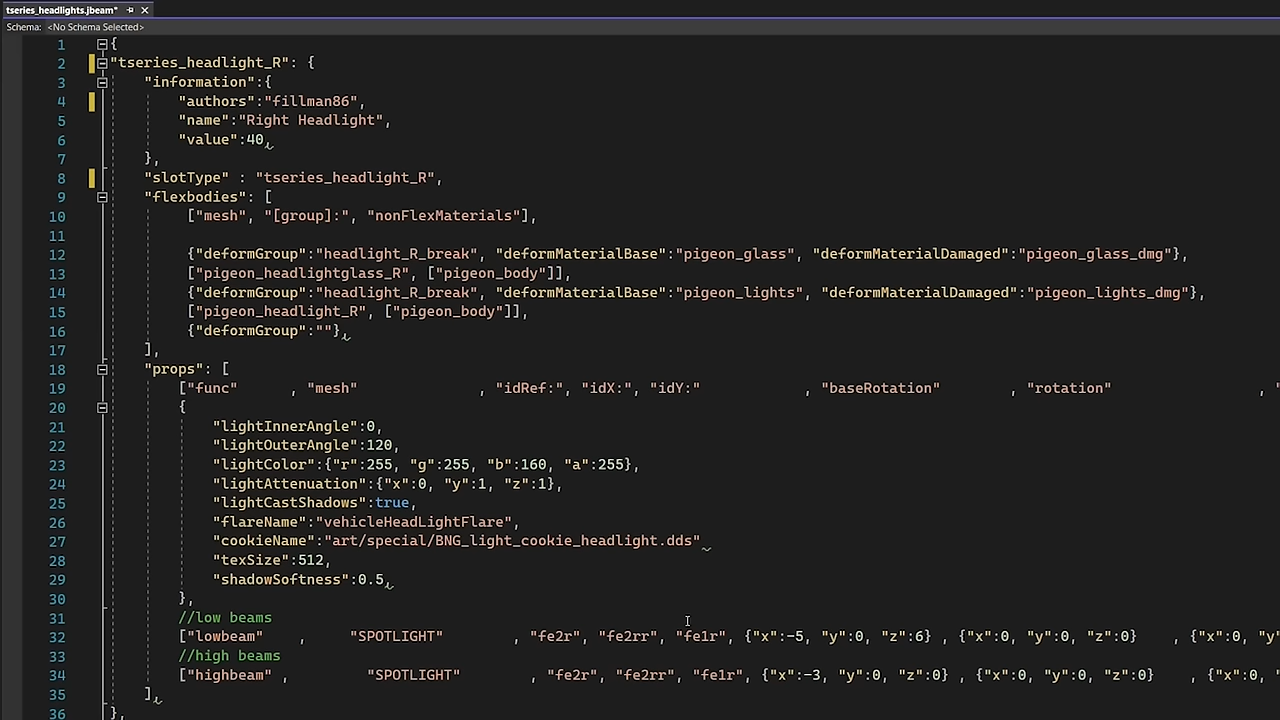 tseries_headlights.jbeam*
Schema: <No Schema Selected>
1 {
2 "tseries_headlight_R": {
3 "information":{
4 "authors":"fillman86",
5 "name":"Right Headlight",
6 "value":40,
7 },
8 "slotType" : "tseries_headlight_R",
9 "flexbodies": [
10 ["mesh", "[group]:", "nonFlexMaterials"],
11
12 {"deformGroup":"headlight_R_break", "deformMaterialBase":"pigeon_glass", "deformMaterialDamaged":"pigeon_glass_dmg"},
13 ["pigeon_headlightglass_R", ["pigeon_body"]],
14 {"deformGroup":"headlight_R_break", "deformMaterialBase":"pigeon_lights", "deformMaterialDamaged":"pigeon_lights_dmg"},
15 ["pigeon_headlight_R", ["pigeon_body"]],
16 {"deformGroup":""},
17 ],
18 "props": [
19 ["func" , "mesh" , "idRef:", "idX:", "idY:" , "baseRotation" , "rotation" , "
20 {
21 "lightInnerAngle":0,
22 "lightOuterAngle":120,
23 "lightColor":{"r":255, "g":255, "b":160, "a":255},
24 "lightAttenuation":{"x":0, "y":1, "z":1},
25 "lightCastShadows":true,
26 "flareName":"vehicleHeadLightFlare",
27 "cookieName":"art/special/BNG_light_cookie_headlight.dds"
28 "texSize":512,
29 "shadowSoftness":0.5,
30 },
31 //low beams
32 ["lowbeam" , "SPOTLIGHT" , "fe2r", "fe2rr", "fe1r", {"x":-5, "y":0, "z":6} , {"x":0, "y":0, "z":0} , {"x":0, "y"
33 //high beams
34 ["highbeam" , "SPOTLIGHT" , "fe2r", "fe2rr", "fe1r", {"x":-3, "y":0, "z":0} , {"x":0, "y":0, "z":0} , {"x":0, "
35 ],
36 },